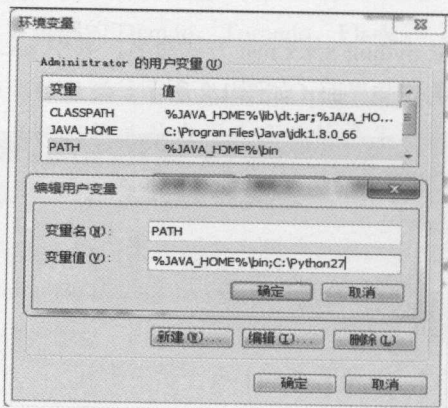 环境变量
Administrator 的用户变量(U)
变量 值
CLASSPATH %JAVA_HOME%\lib\dt.jar;%JAVA_HO...
JAVA_HOME C:\Program Files\Java\jdk1.8.0_66
PATH %JAVA_HOME%\bin
编辑用户变量
变量名(N): PATH
变量值(V): %JAVA_HOME%\bin;C:\Python27
确定 取消
新建(W)... 编辑(I)... 删除(L)
确定 取消